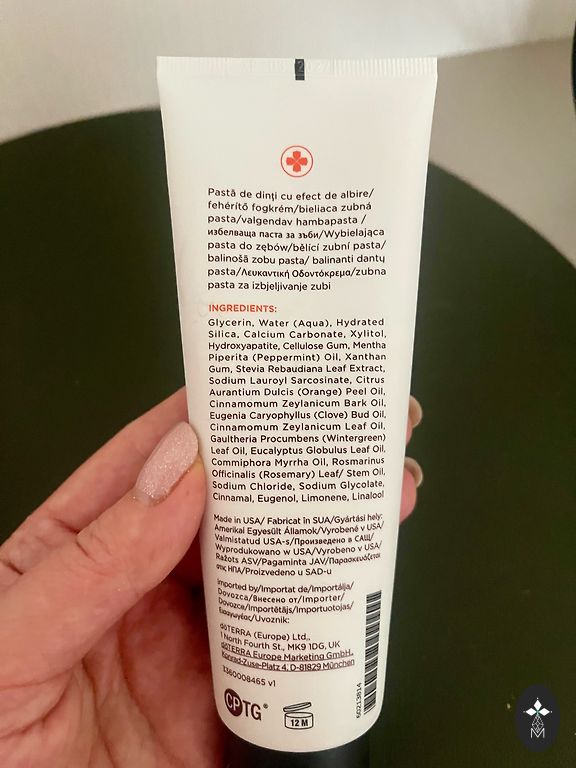 Pastă de dinți cu efect de albire/
fehérítő fogkrém/bieliaca zubná
pasta/valgendav hambapasta /
избелваща паста за зъби/Wybielająca
pasta do zębów/bělící zubní pasta/
balinošā zobu pasta/ balinanti dantų
pasta/Λευκαντική Οδοντόκρεμα/zubna
pasta za izbjeljivanje zubi
INGREDIENTS:
Glycerin, Water (Aqua), Hydrated
Silica, Calcium Carbonate, Xylitol,
Hydroxyapatite, Cellulose Gum, Mentha
Piperita (Peppermint) Oil, Xanthan
Gum, Stevia Rebaudiana Leaf Extract,
Sodium Lauroyl Sarcosinate, Citrus
Aurantium Dulcis (Orange) Peel Oil,
Cinnamomum Zeylanicum Bark Oil,
Eugenia Caryophyllus (Clove) Bud Oil,
Cinnamomum Zeylanicum Leaf Oil,
Gaultheria Procumbens (Wintergreen)
Leaf Oil, Eucalyptus Globulus Leaf Oil,
Commiphora Myrrha Oil, Rosmarinus
Officinalis (Rosemary) Leaf/ Stem Oil,
Sodium Chloride, Sodium Glycolate,
Cinnamal, Eugenol, Limonene, Linalool
Made in USA/ Fabricat în SUA/Gyártási hely:
Amerikai Egyesült Államok/Vyrobené v USA/
Valmistatud USA-s/Произведено в САЩ/
Wyprodukowano w USA/Vyrobeno v USA/
Ražots ASV/Pagaminta JAV/Παρασκευάζεται
στις ΗΠΑ/Proizvedeno u SAD-u
Imported by/Importat de/Importálja/
Dovozca/Внесено от/Importer/
Dovozce/Importētājs/Importuotojas/
Εισαγωγέας/Uvoznik:
dōTERRA (Europe) Ltd.,
1 North Fourth St., MK9 1DG, UK
dōTERRA Europe Marketing GmbH,
Konrad-Zuse-Platz 4, D-81829 München
3360008465 v1
CPTG®
12 M
60213814